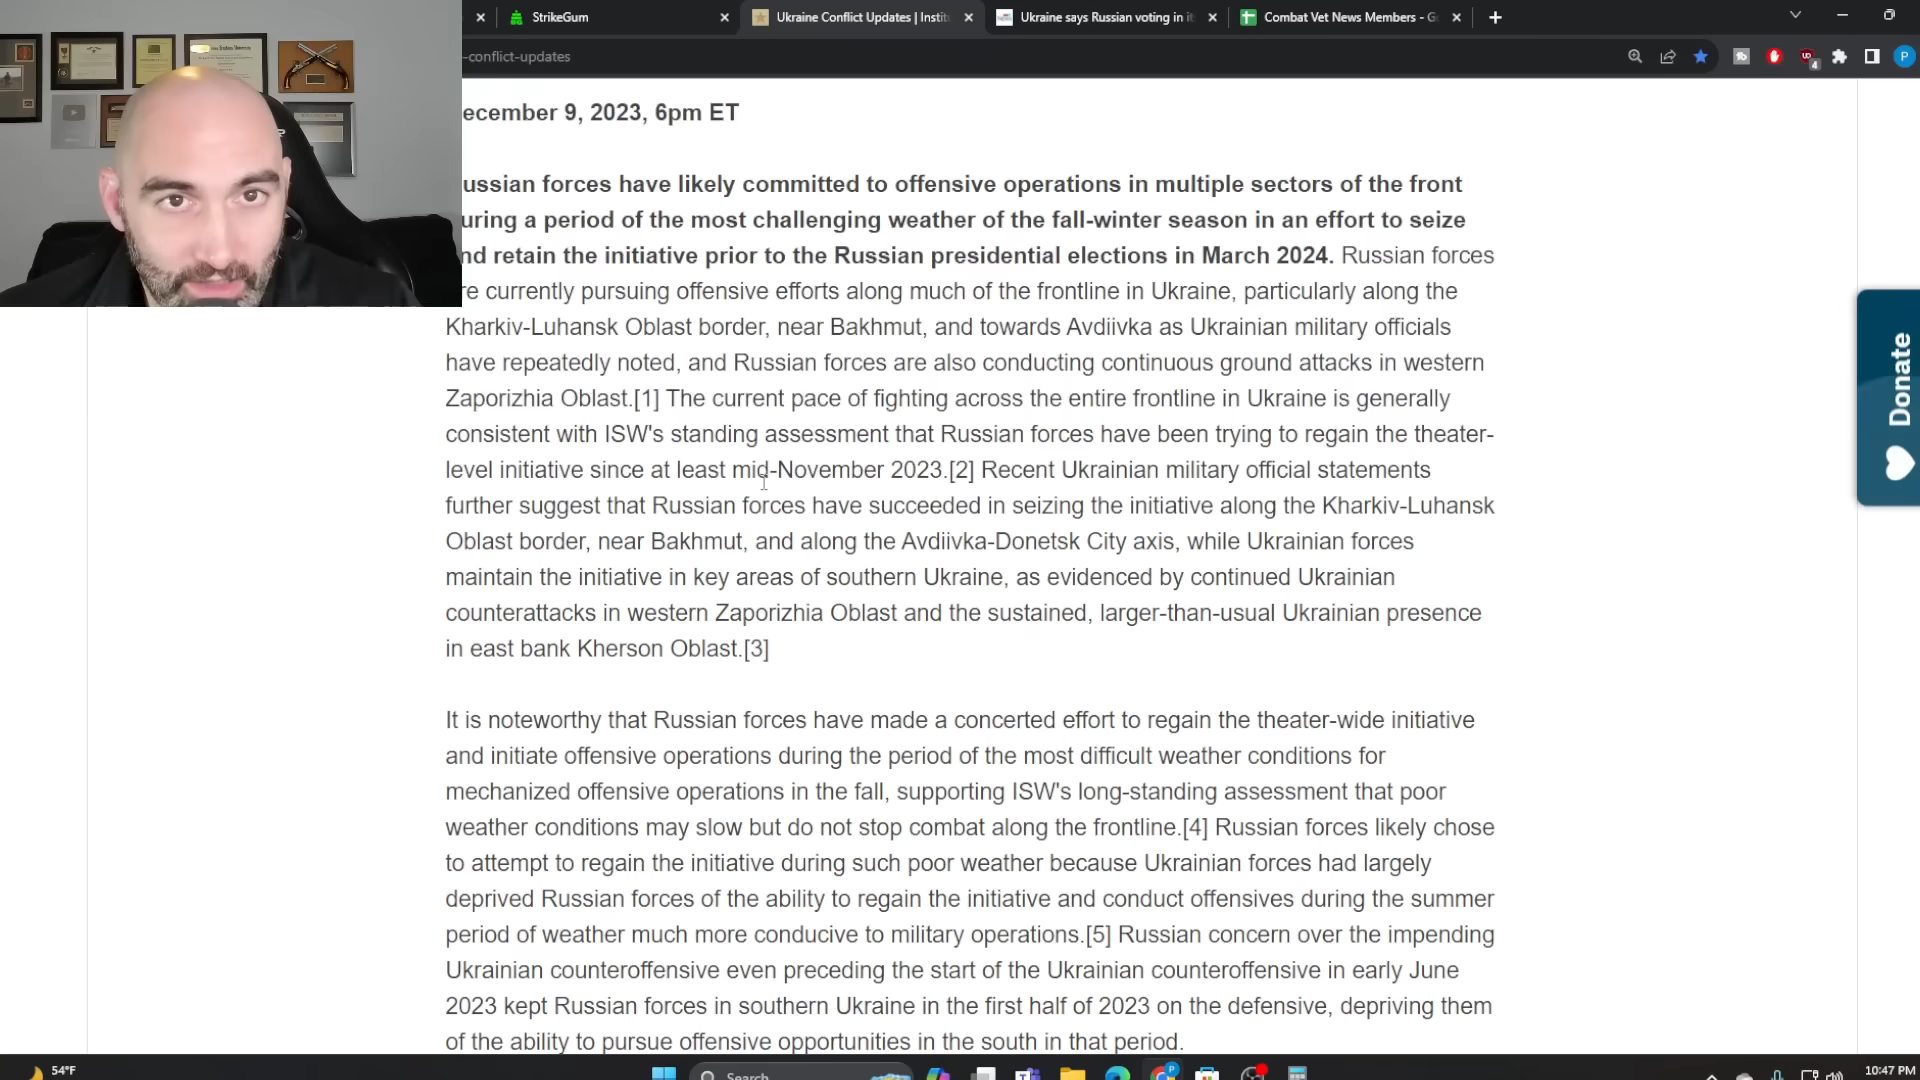 StrikeGum
Ukraine Conflict Updates | Instit
Ukraine says Russian voting in it
Combat Vet News Members - G
-conflict-updates
4
P
ecember 9, 2023, 6pm ET
ussian forces have likely committed to offensive operations in multiple sectors of the front
uring a period of the most challenging weather of the fall-winter season in an effort to seize
nd retain the initiative prior to the Russian presidential elections in March 2024. Russian forces
re currently pursuing offensive efforts along much of the frontline in Ukraine, particularly along the
Kharkiv-Luhansk Oblast border, near Bakhmut, and towards Avdiivka as Ukrainian military officials
have repeatedly noted, and Russian forces are also conducting continuous ground attacks in western
Zaporizhia Oblast.[1] The current pace of fighting across the entire frontline in Ukraine is generally
consistent with ISW's standing assessment that Russian forces have been trying to regain the theater-
level initiative since at least mid-November 2023.[2] Recent Ukrainian military official statements
further suggest that Russian forces have succeeded in seizing the initiative along the Kharkiv-Luhansk
Oblast border, near Bakhmut, and along the Avdiivka-Donetsk City axis, while Ukrainian forces
maintain the initiative in key areas of southern Ukraine, as evidenced by continued Ukrainian
counterattacks in western Zaporizhia Oblast and the sustained, larger-than-usual Ukrainian presence
in east bank Kherson Oblast.[3]
It is noteworthy that Russian forces have made a concerted effort to regain the theater-wide initiative
and initiate offensive operations during the period of the most difficult weather conditions for
mechanized offensive operations in the fall, supporting ISW's long-standing assessment that poor
weather conditions may slow but do not stop combat along the frontline.[4] Russian forces likely chose
to attempt to regain the initiative during such poor weather because Ukrainian forces had largely
deprived Russian forces of the ability to regain the initiative and conduct offensives during the summer
period of weather much more conducive to military operations.[5] Russian concern over the impending
Ukrainian counteroffensive even preceding the start of the Ukrainian counteroffensive in early June
2023 kept Russian forces in southern Ukraine in the first half of 2023 on the defensive, depriving them
of the ability to pursue offensive opportunities in the south in that period.
Donate
54°F
Search
10:47 PM